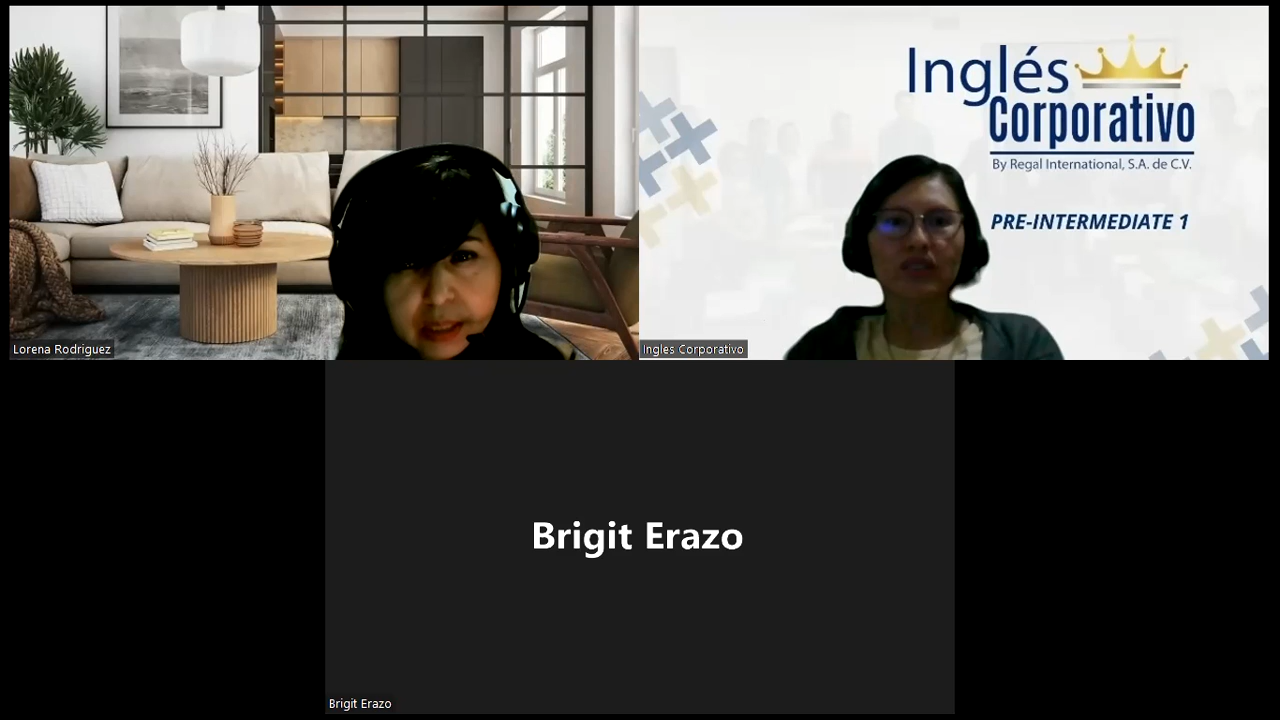 Inglés
Corporativo
By Regal International, S.A. de C.V.
PRE-INTERMEDIATE 1
Lorena Rodriguez
Ingles Corporativo
Brigit Erazo
Brigit Erazo